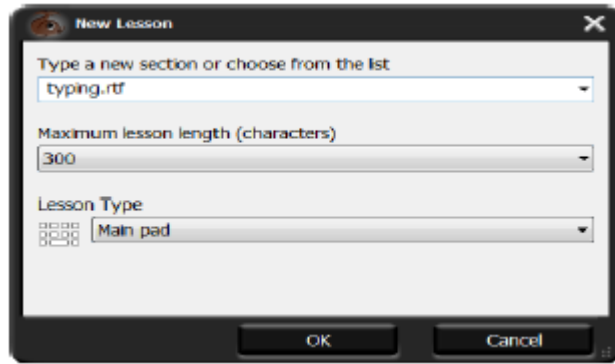 New Lesson
Type a new section or choose from the list
typing.rtf
Maximum lesson length (characters)
300
Lesson Type
Main pad
OK Cancel